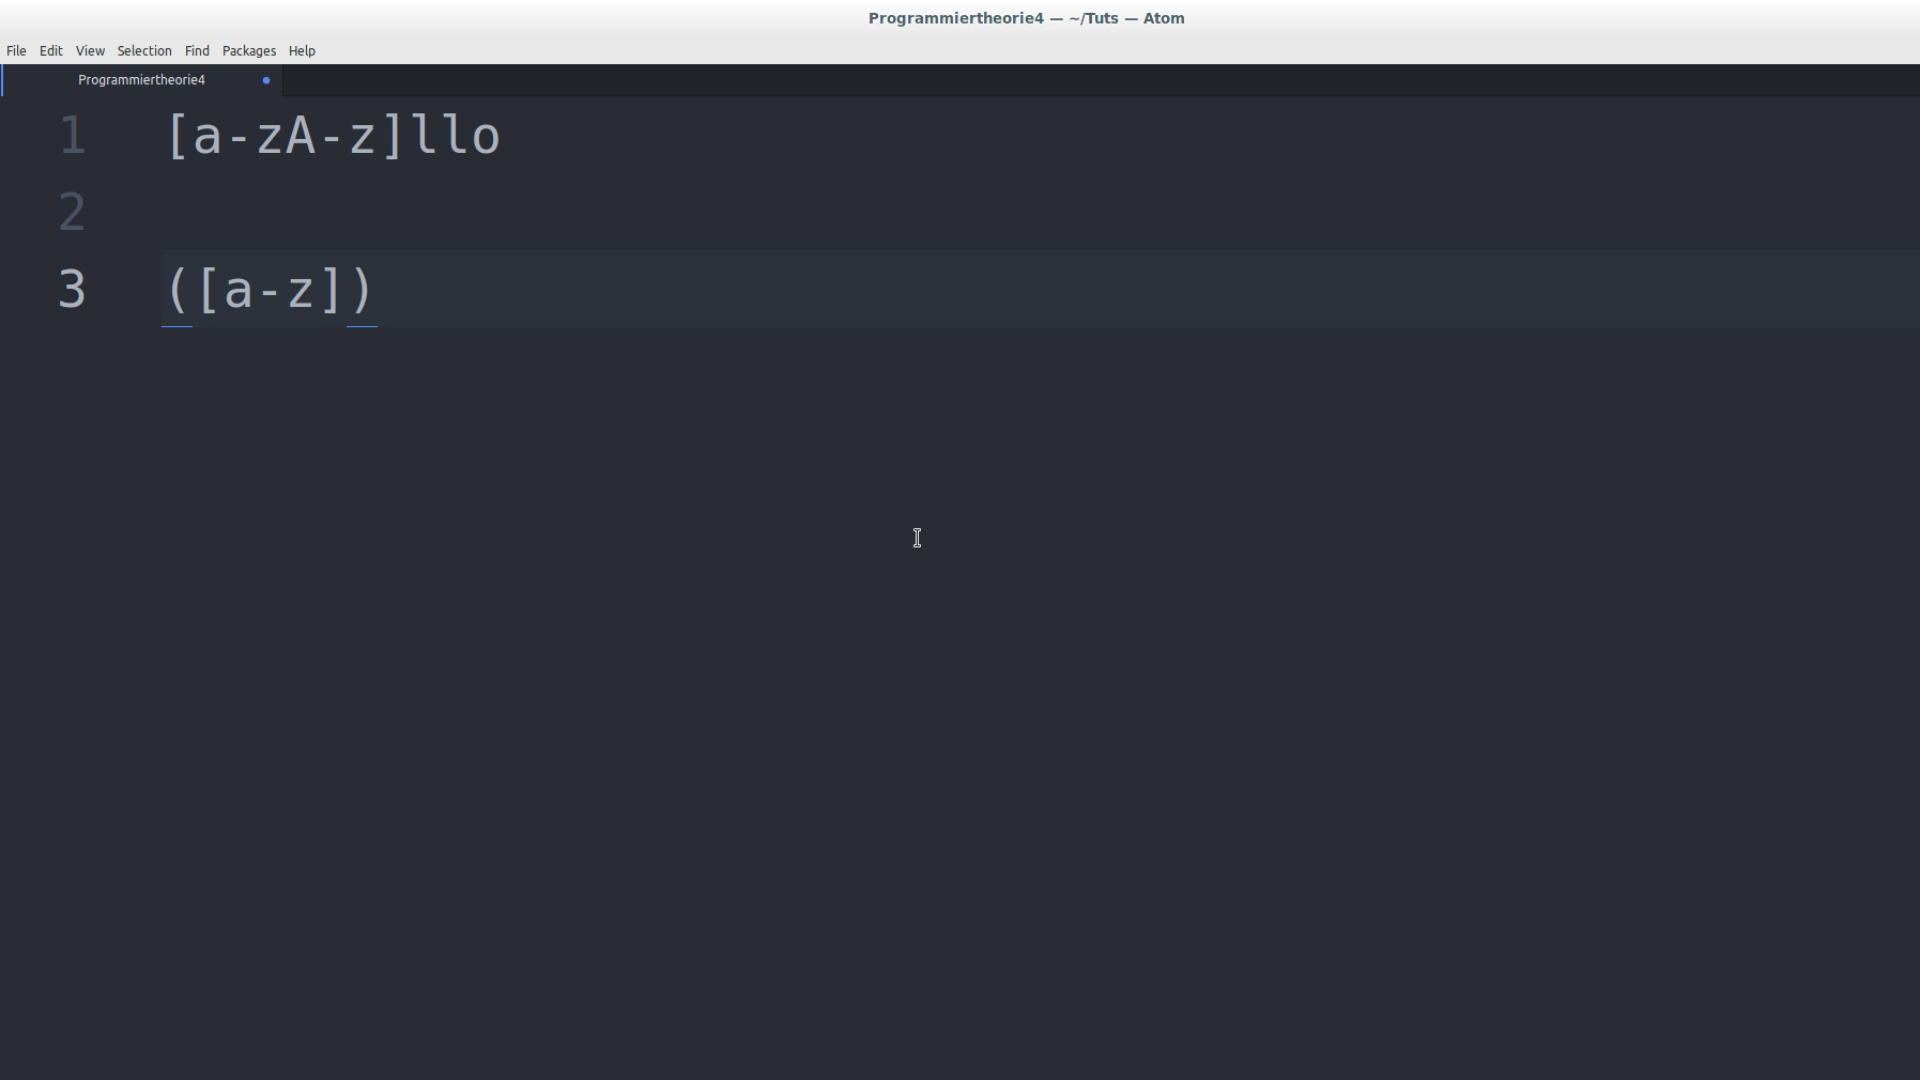 Programmiertheorie4 — ~/Tuts — Atom
File Edit View Selection Find Packages Help
Programmiertheorie4
1 [a-zA-z]llo
2
3 ([a-z])